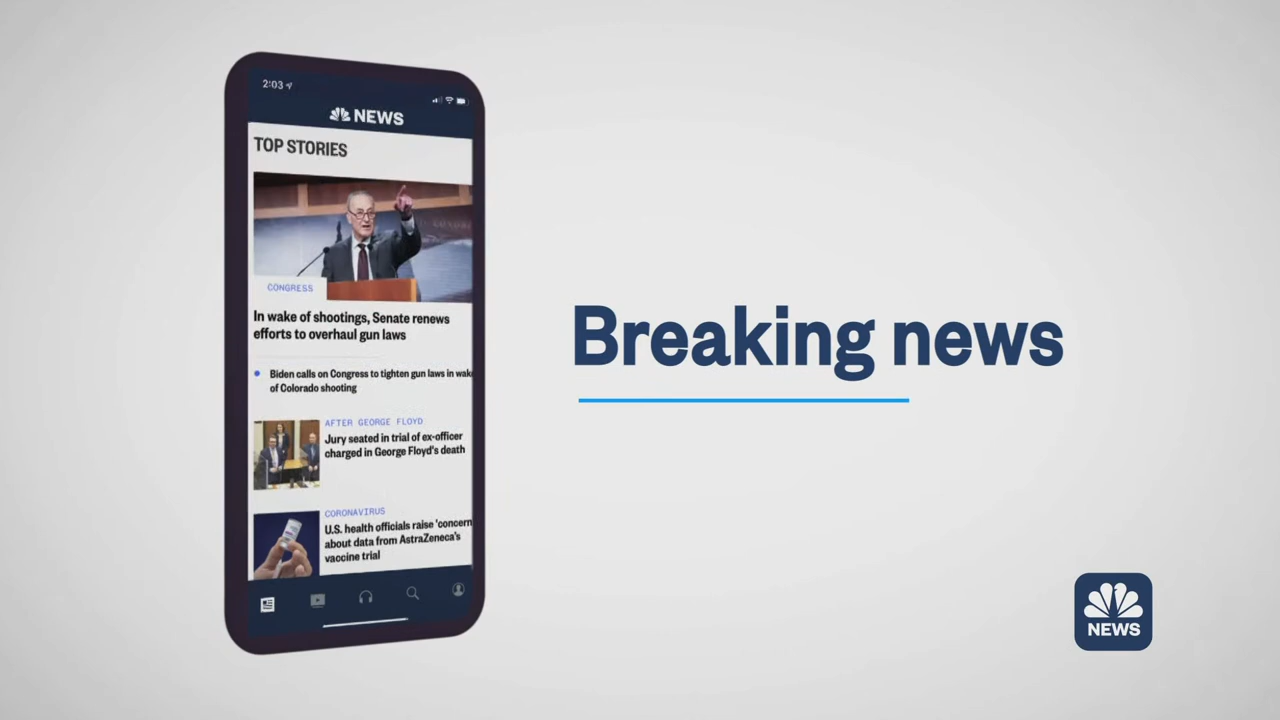 2:03
NEWS
TOP STORIES
CONGRESS
In wake of shootings, Senate renews
efforts to overhaul gun laws
Biden calls on Congress to tighten gun laws in wake
of Colorado shooting
AFTER GEORGE FLOYD
Jury seated in trial of ex-officer
charged in George Floyd's death
CORONAVIRUS
U.S. health officials raise 'concern
about data from AstraZeneca's
vaccine trial
Breaking news
NEWS